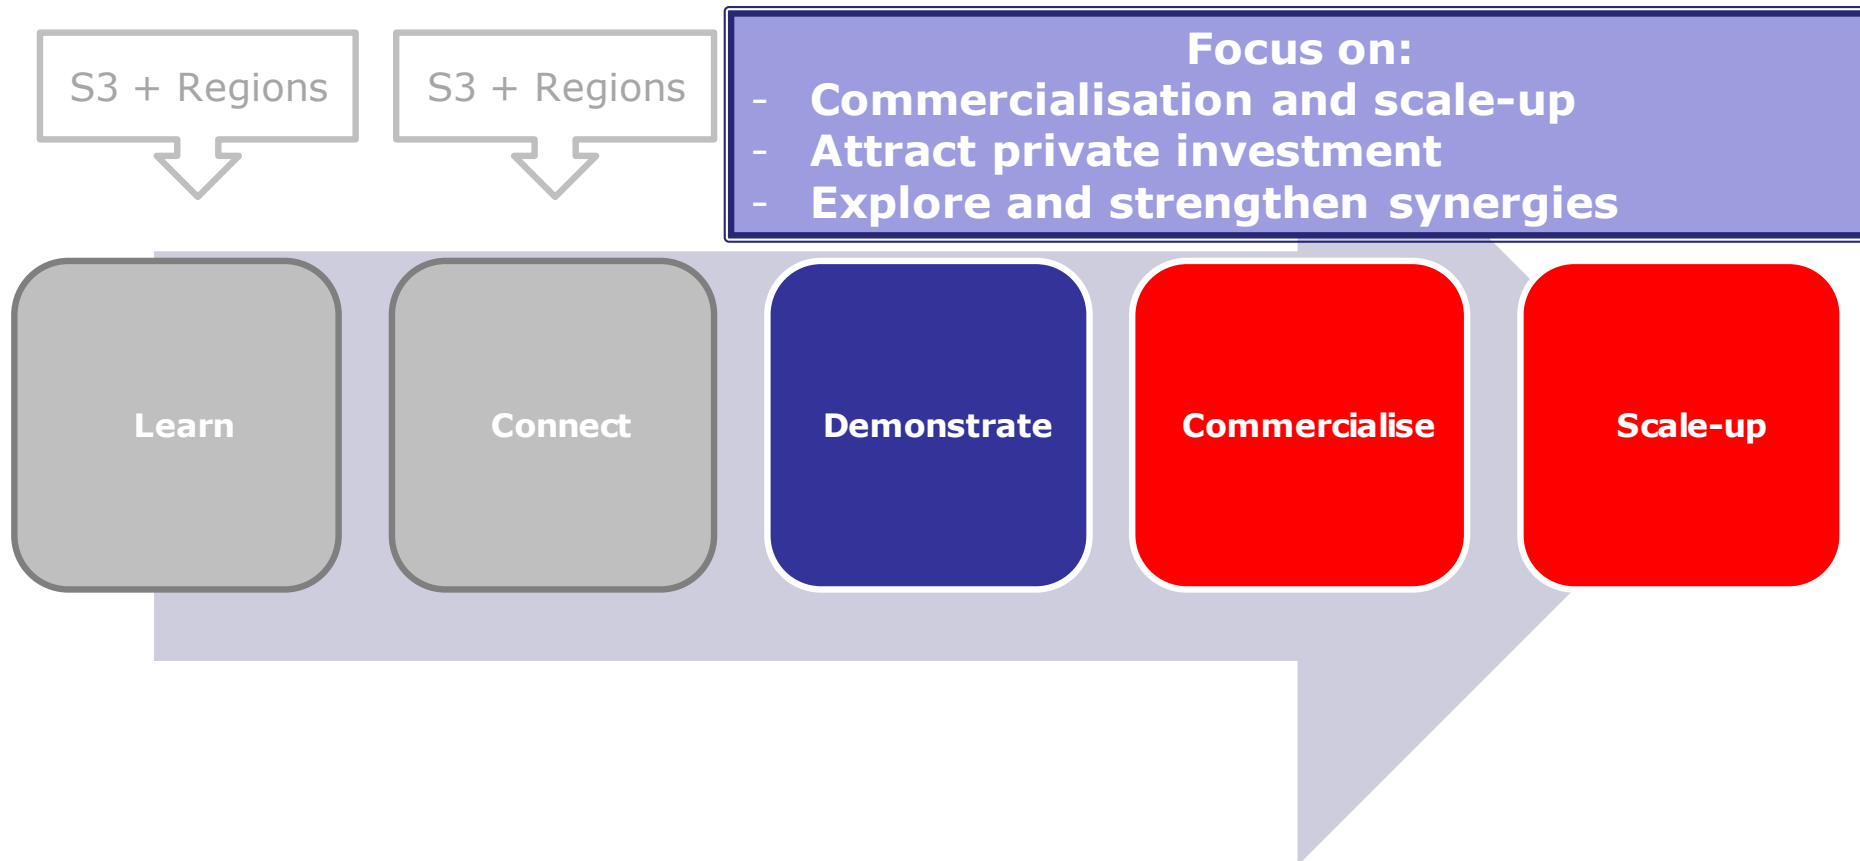 S3 + Regions
S3 + Regions
Focus on:
- Commercialisation and scale-up
- Attract private investment
- Explore and strengthen synergies
Learn
Connect
Demonstrate
Commercialise
Scale-up